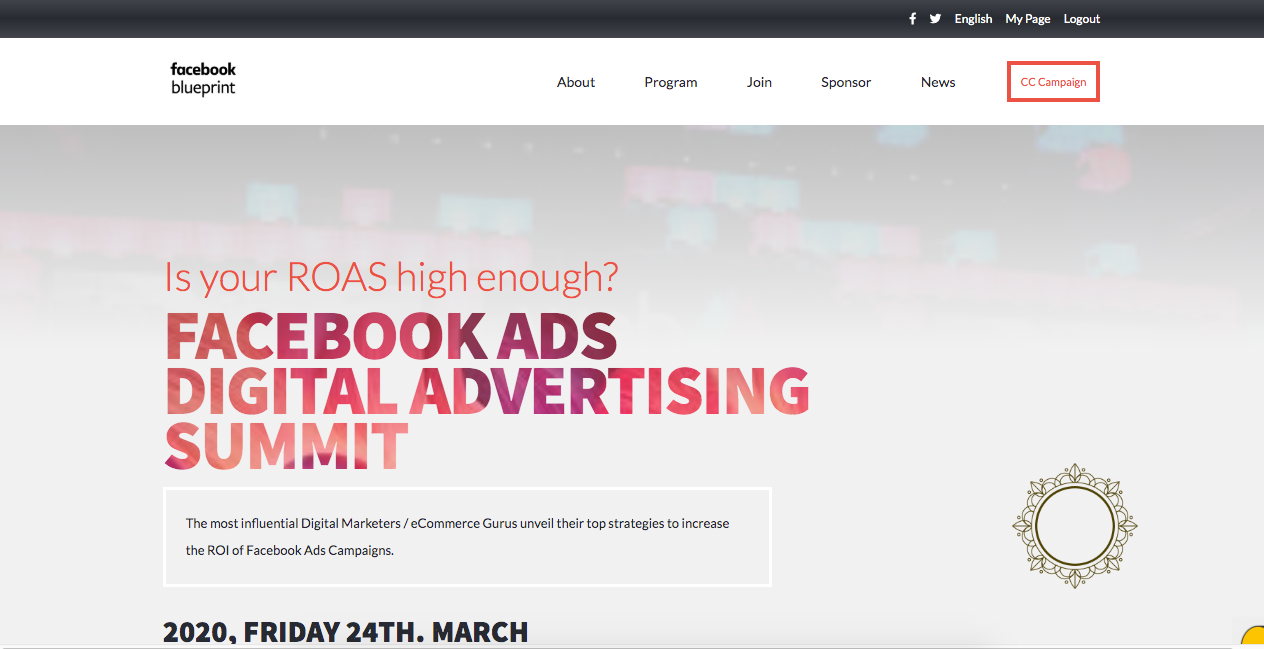 English My Page Logout
facebook
blueprint
About Program Join Sponsor News CC Campaign
Is your ROAS high enough?
FACEBOOK ADS
DIGITAL ADVERTISING
SUMMIT
The most influential Digital Marketers / eCommerce Gurus unveil their top strategies to increase
the ROI of Facebook Ads Campaigns.
2020, FRIDAY 24TH. MARCH